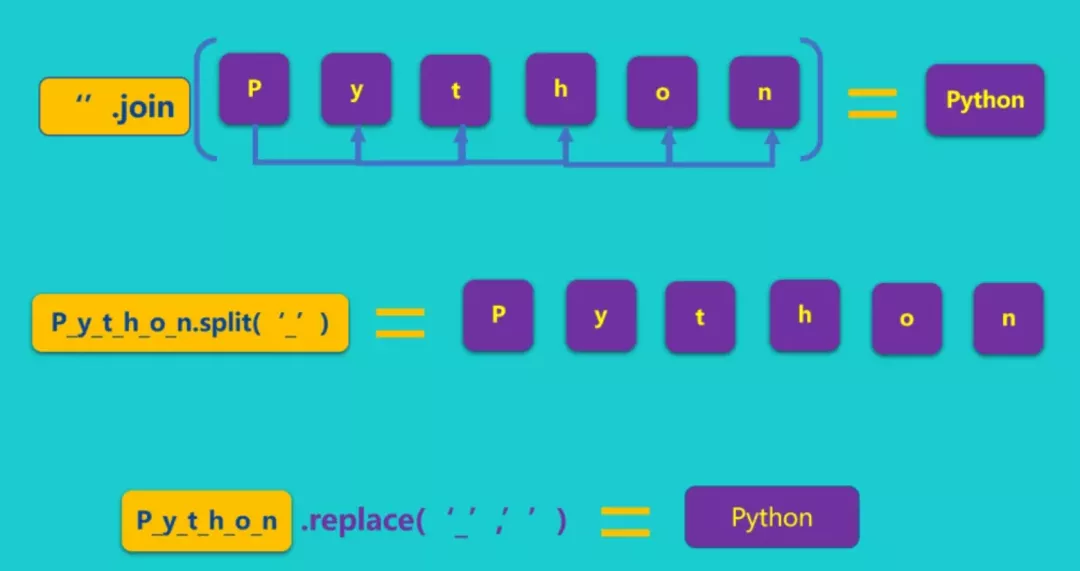 ‘’ .join ( P y t h o n ) = Python
P_y_t_h_o_n.split( ‘_’ ) = P y t h o n
P_y_t_h_o_n .replace( ‘_’ ,’ ’ ) = Python